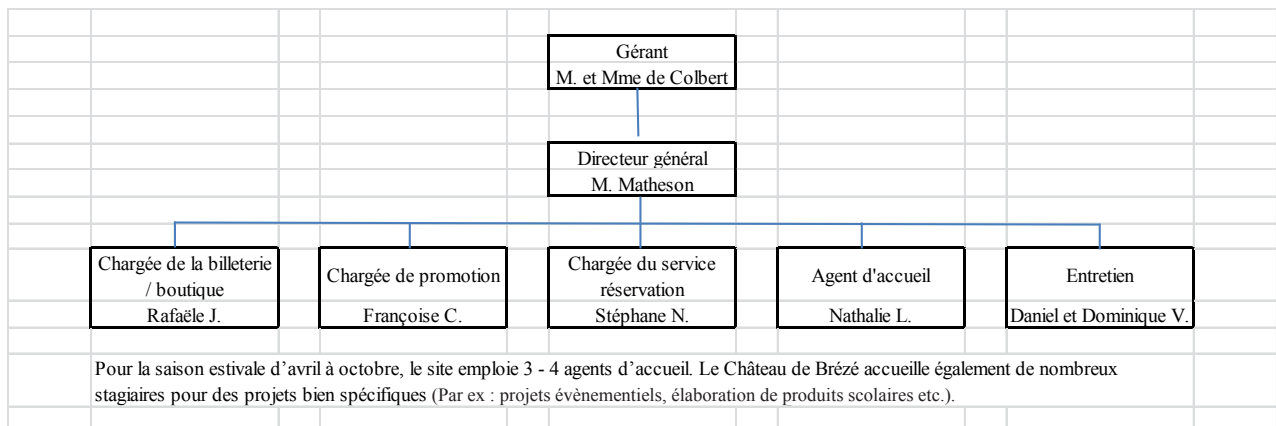 Gérant
M. et Mme de Colbert
Directeur général
M. Matheson
Chargée de la billeterie
/ boutique
Rafaële J.
Chargée de promotion
Françoise C.
Chargée du service
réservation
Stéphane N.
Agent d'accueil
Nathalie L.
Entretien
Daniel et Dominique V.
Pour la saison estivale d’avril à octobre, le site emploie 3 - 4 agents d’accueil. Le Château de Brézé accueille également de nombreux
stagiaires pour des projets bien spécifiques (Par ex : projets évènementiels, élaboration de produits scolaires etc.).